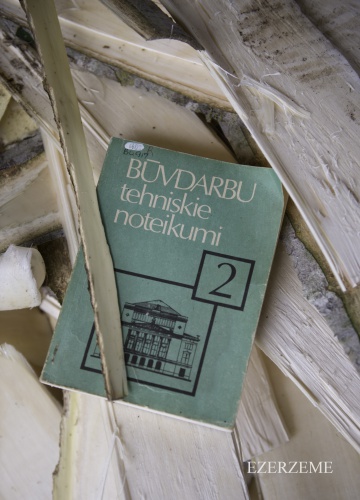 BŪVDARBU
tehniskie
noteikumi
2
EZERZEME